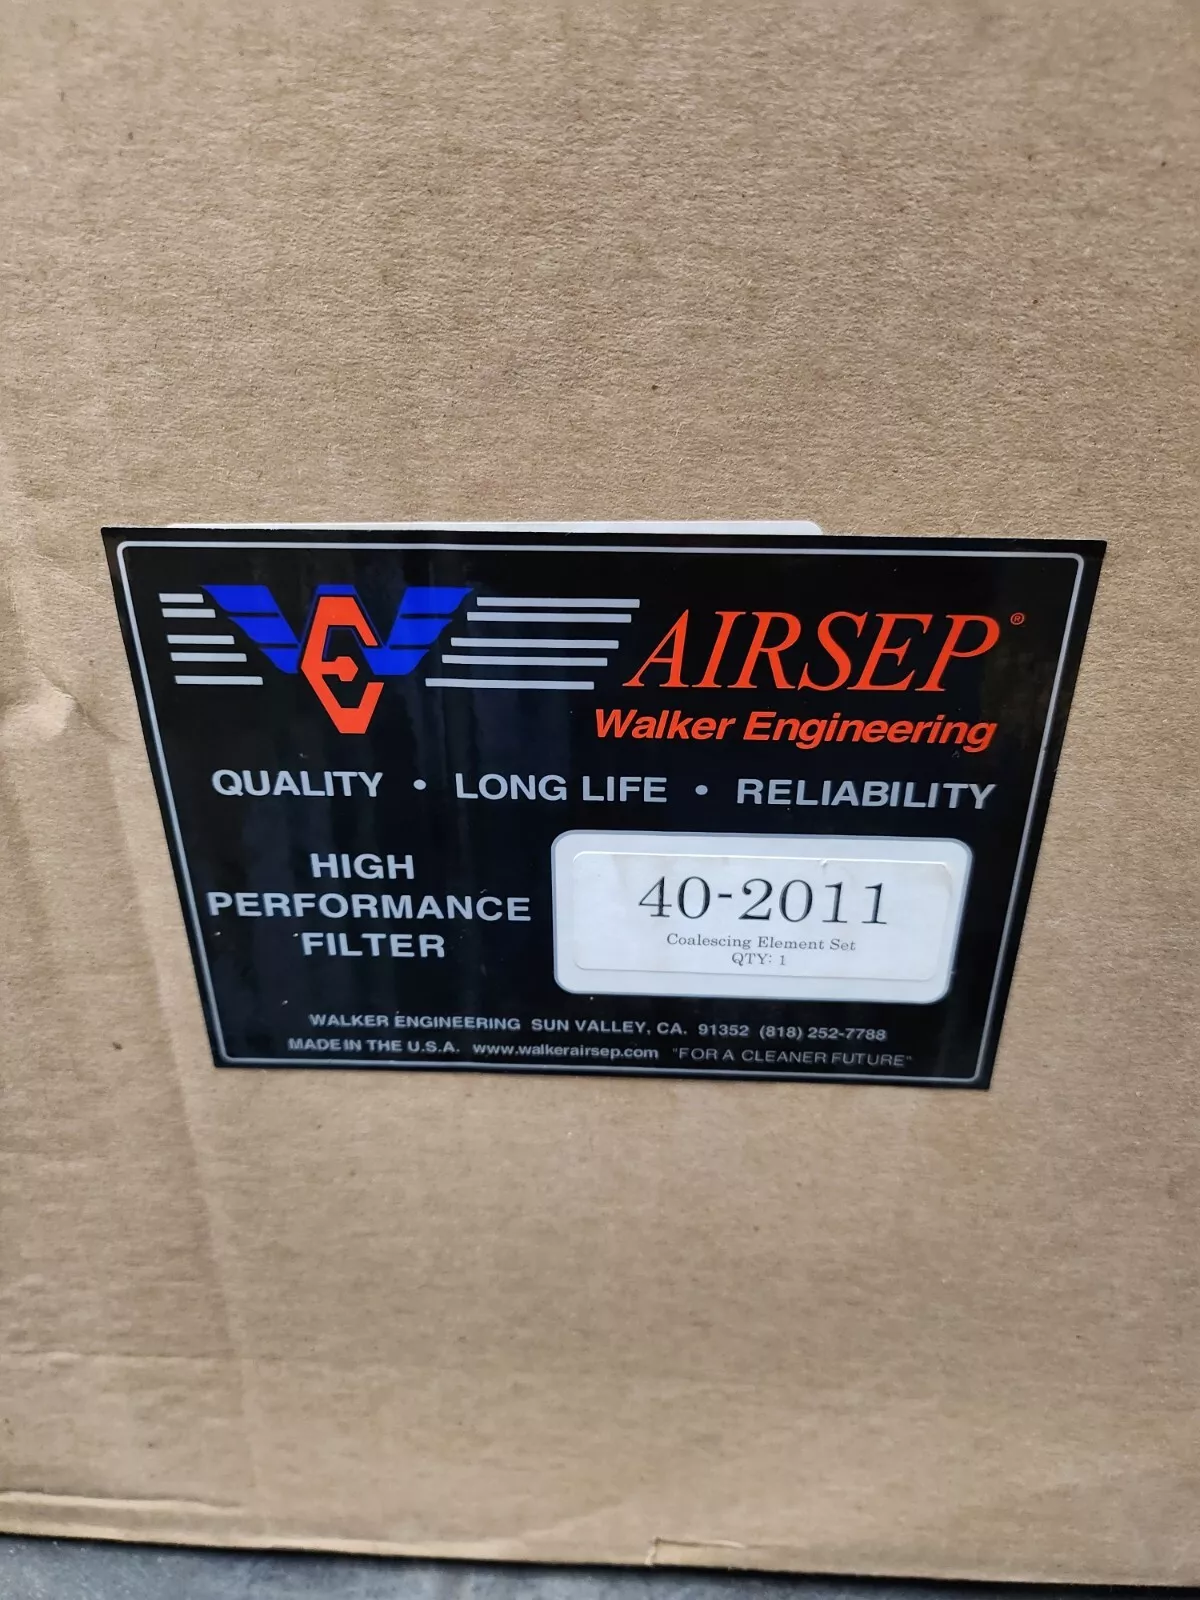 WE
AIRSEP®
Walker Engineering
QUALITY • LONG LIFE • RELIABILITY
HIGH
PERFORMANCE
FILTER
40-2011
Coalescing Element Set
QTY: 1
WALKER ENGINEERING SUN VALLEY, CA. 91352 (818) 252-7788
MADE IN THE U.S.A. www.walkerairsep.com "FOR A CLEANER FUTURE"